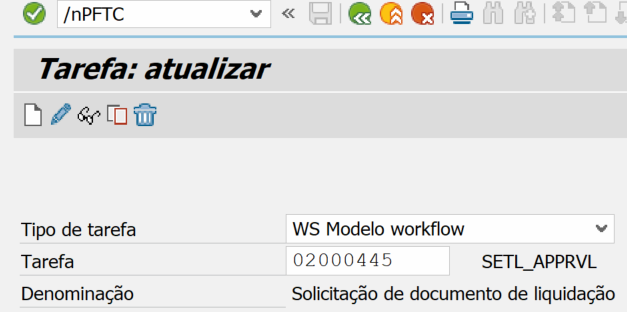 /nPFTC
Tarefa: atualizar
Tipo de tarefa WS Modelo workflow
Tarefa 02000445 SETL_APPRVL
Denominação Solicitação de documento de liquidação